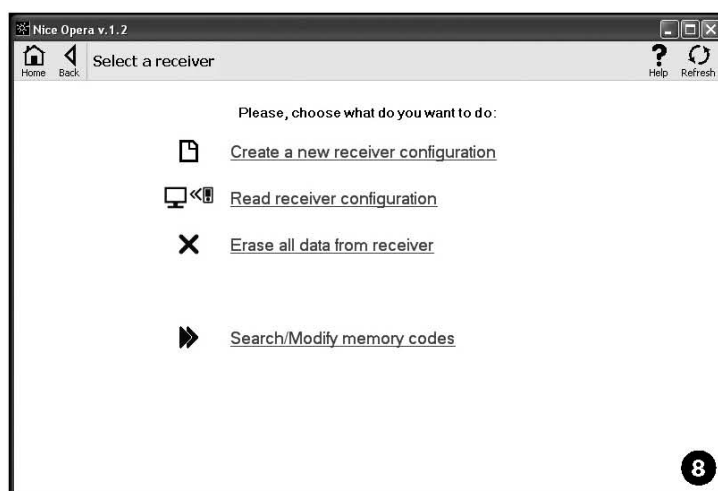 Nice Opera v.1.2
Home Back Select a receiver Help Refresh
Please, choose what do you want to do:
Create a new receiver configuration
Read receiver configuration
Erase all data from receiver
Search/Modify memory codes
8